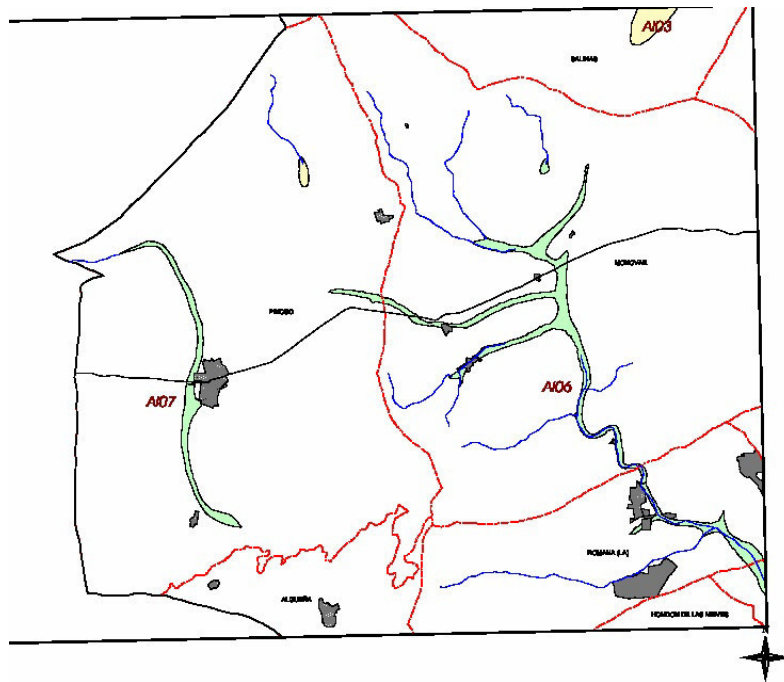 AI03
SALINAS
MONOVAR
PINOSO
AI07
AI06
ROMANA (LA)
ALGUEÑA
HONDON DE LAS NIEVES